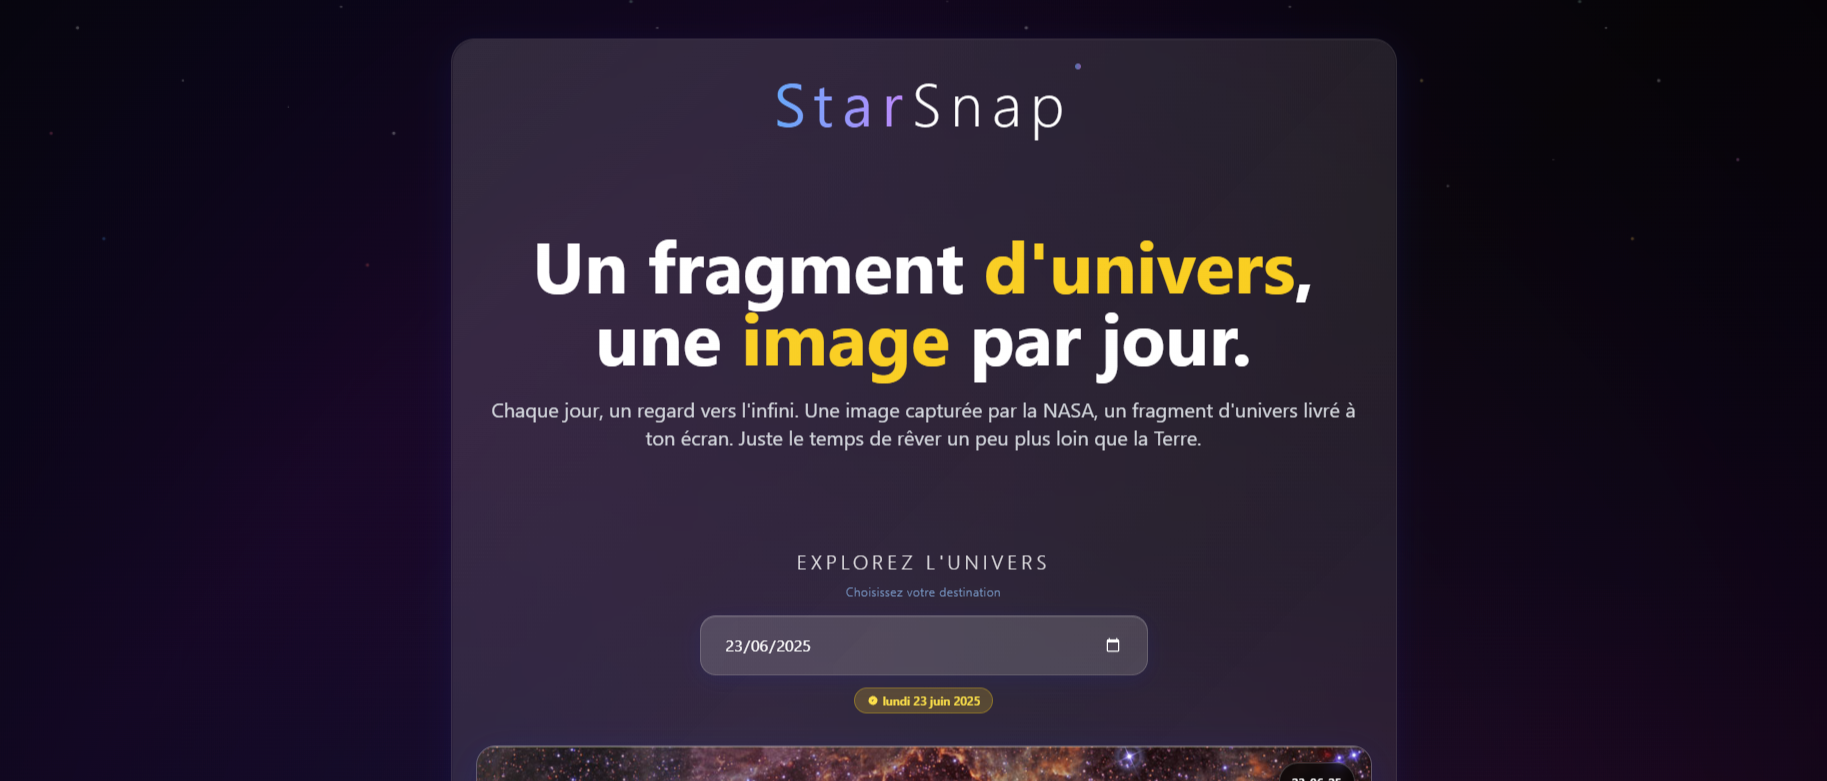 StarSnap
Un fragment d'univers,
une image par jour.
Chaque jour, un regard vers l'infini. Une image capturée par la NASA, un fragment d'univers livré à
ton écran. Juste le temps de rêver un peu plus loin que la Terre.
EXPLOREZ L'UNIVERS
Choisissez votre destination
23/06/2025
lundi 23 juin 2025